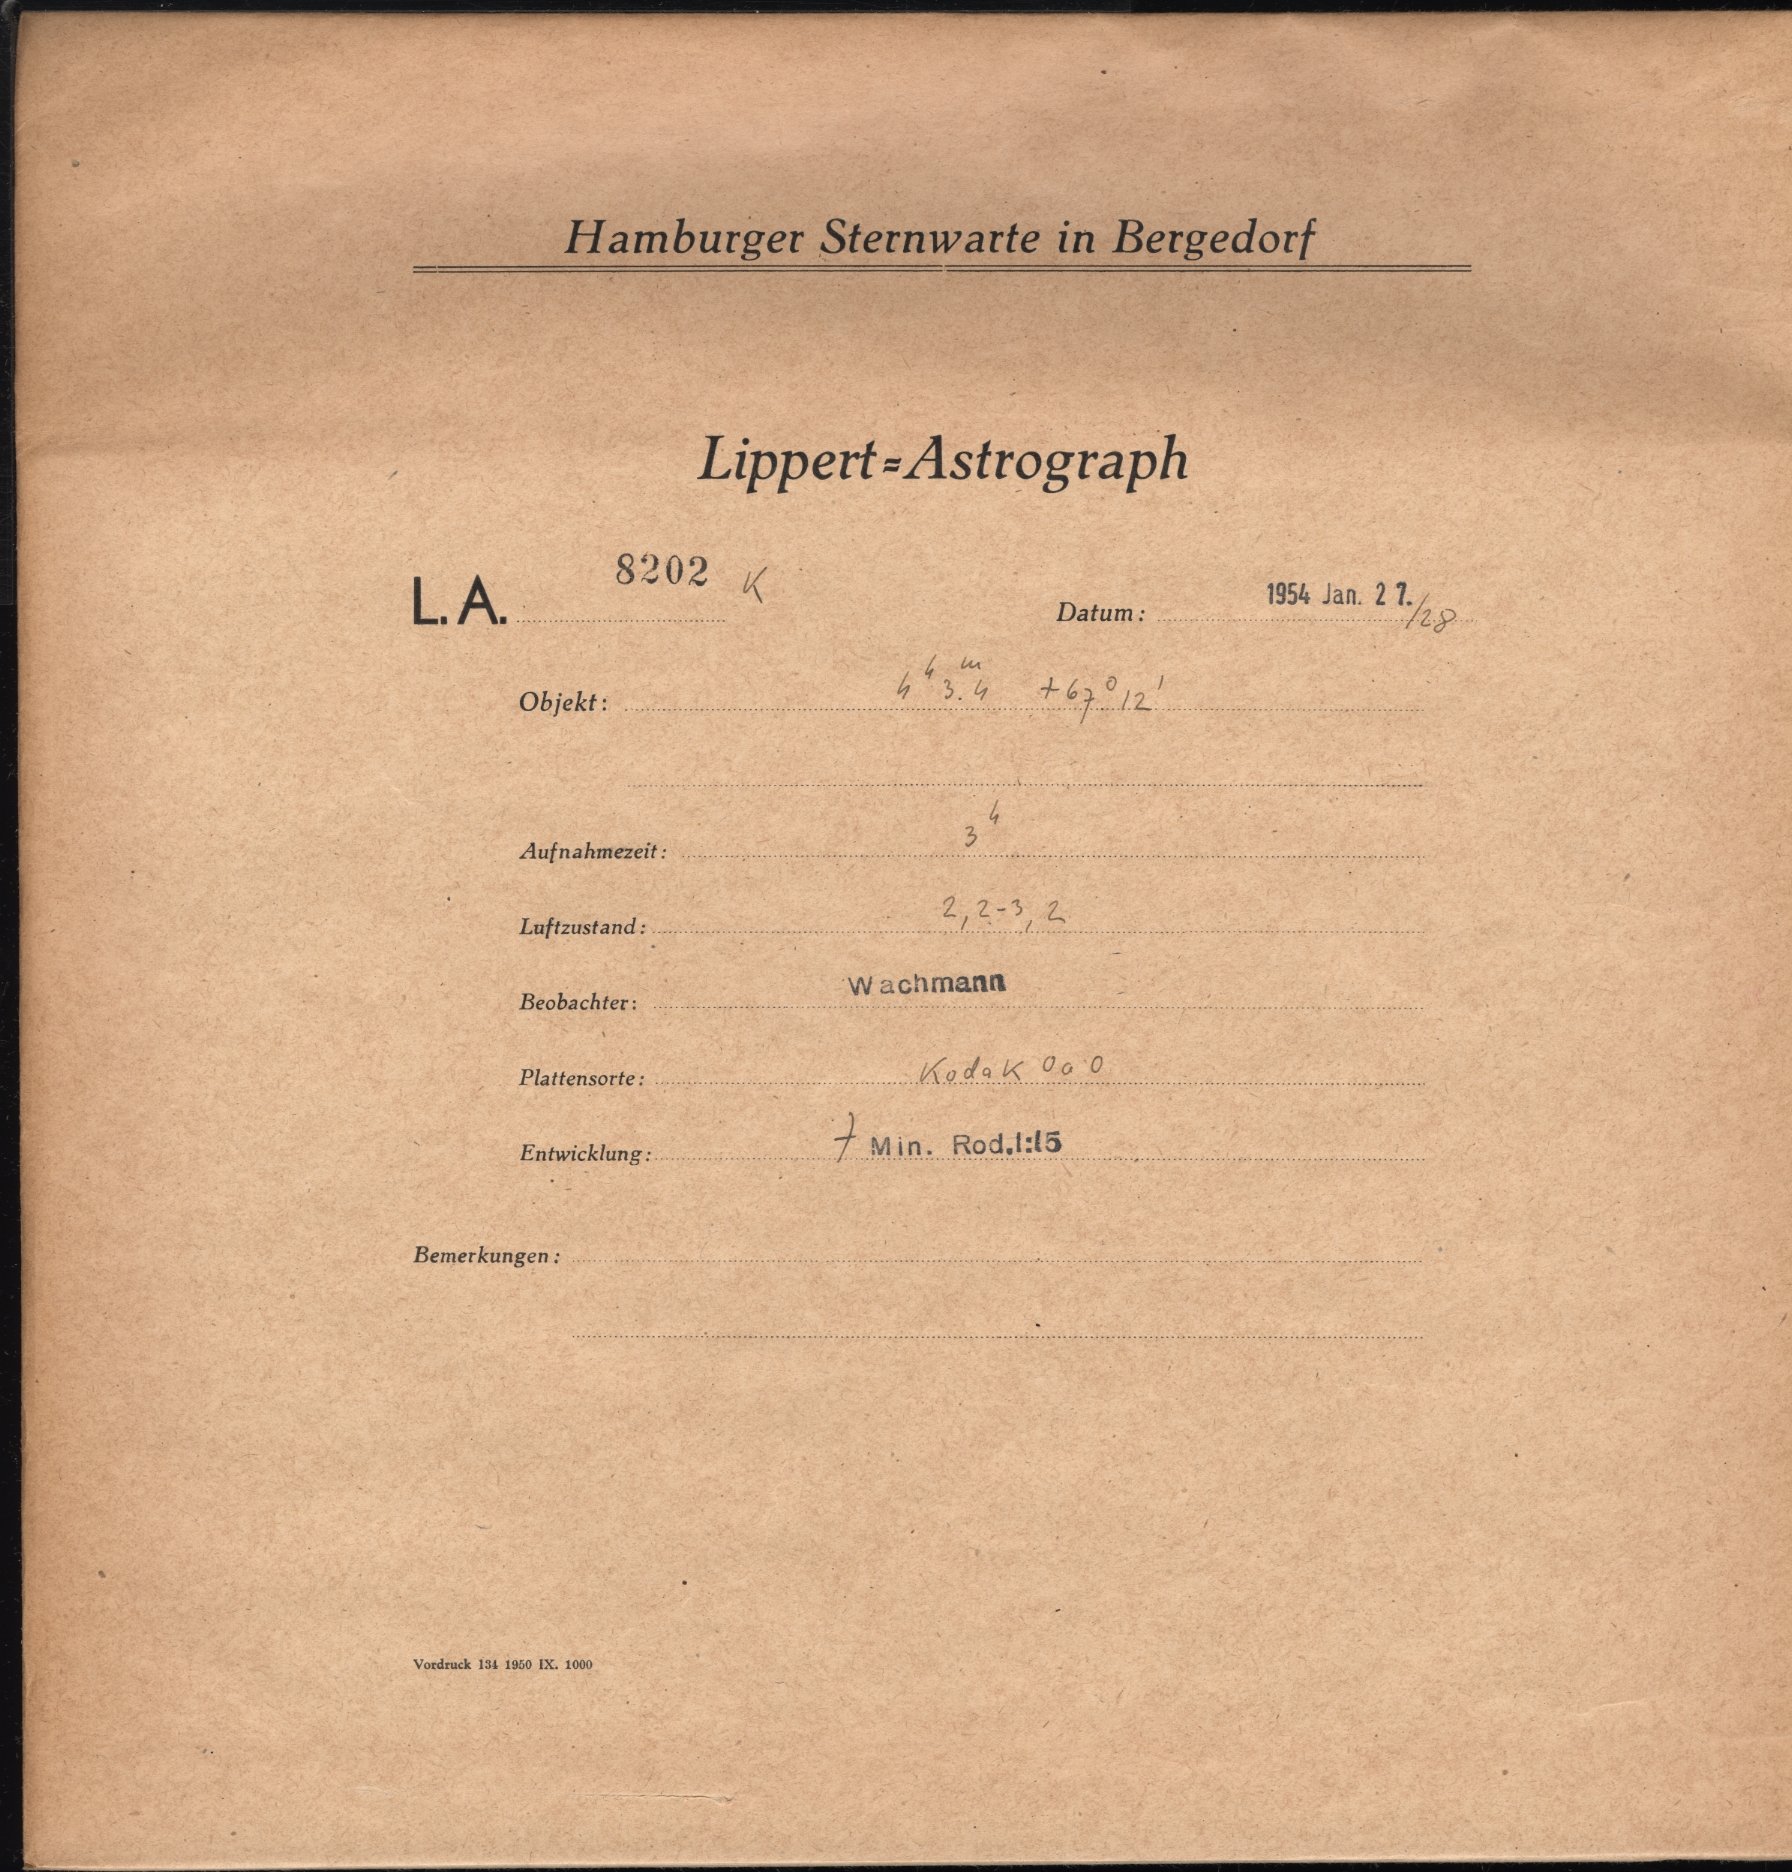 Hamburger Sternwarte in Bergedorf
Lippert=Astrograph
L. A. 8202 K
Datum: 1954 Jan. 27./28
Objekt: 4ʰ 3.4ᵐ +67° 12'
Aufnahmezeit: 3ʰ
Luftzustand: 2,2-3, 2
Beobachter: Wachmann
Plattensorte: Kodak OaO
Entwicklung: 7 Min. Rod.1:15
Bemerkungen:
Vordruck 134 1950 IX. 1000